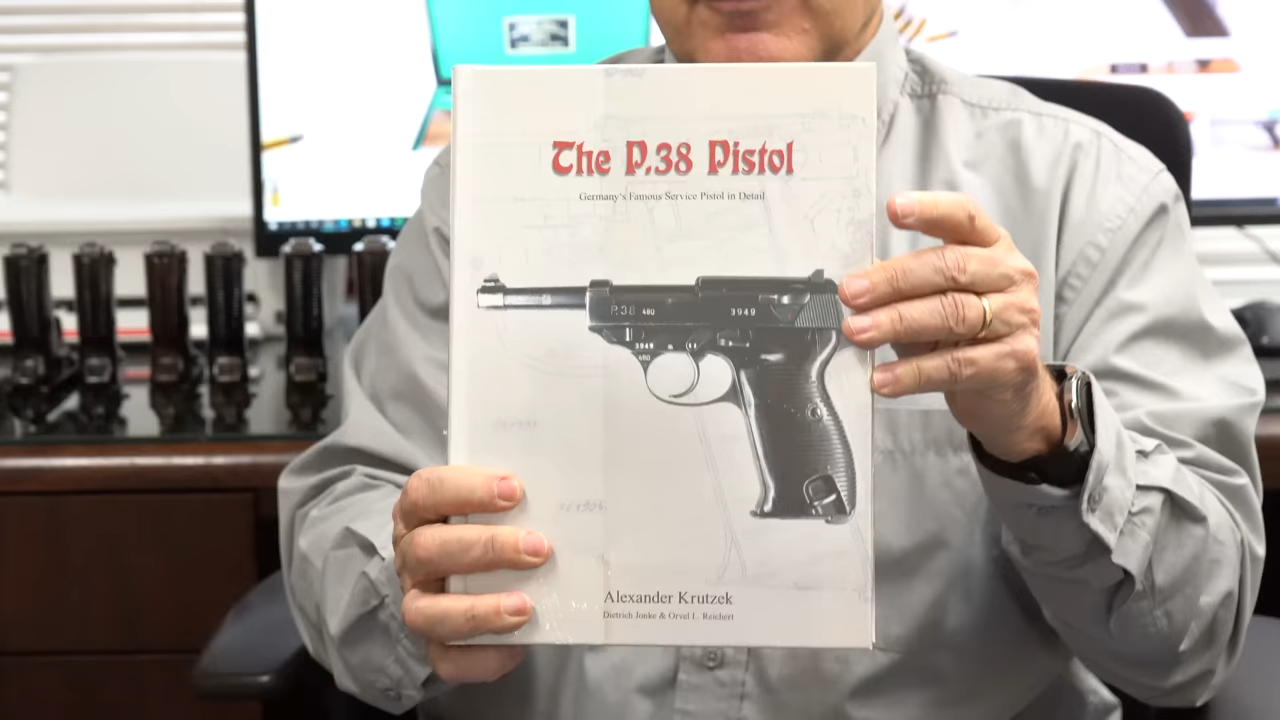 The P.38 Pistol
Germany's Famous Service Pistol in Detail
P.38 480 3949
3949
480
Alexander Krutzek
Dietrich Jonke & Orvel L. Reichert